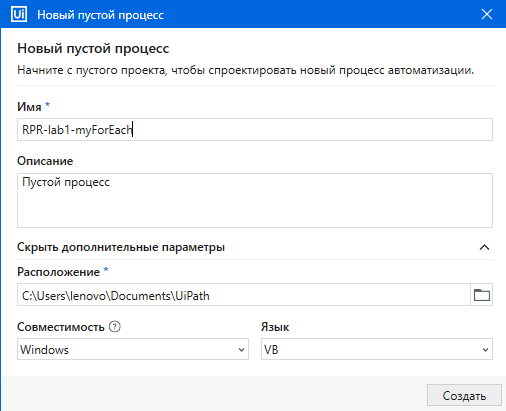 Ui Новый пустой процесс
Новый пустой процесс
Начните с пустого проекта, чтобы спроектировать новый процесс автоматизации.
Имя *
RPR-lab1-myForEach
Описание
Пустой процесс
Скрыть дополнительные параметры
Расположение *
C:\Users\lenovo\Documents\UiPath
Совместимость ? Язык
Windows VB
Создать